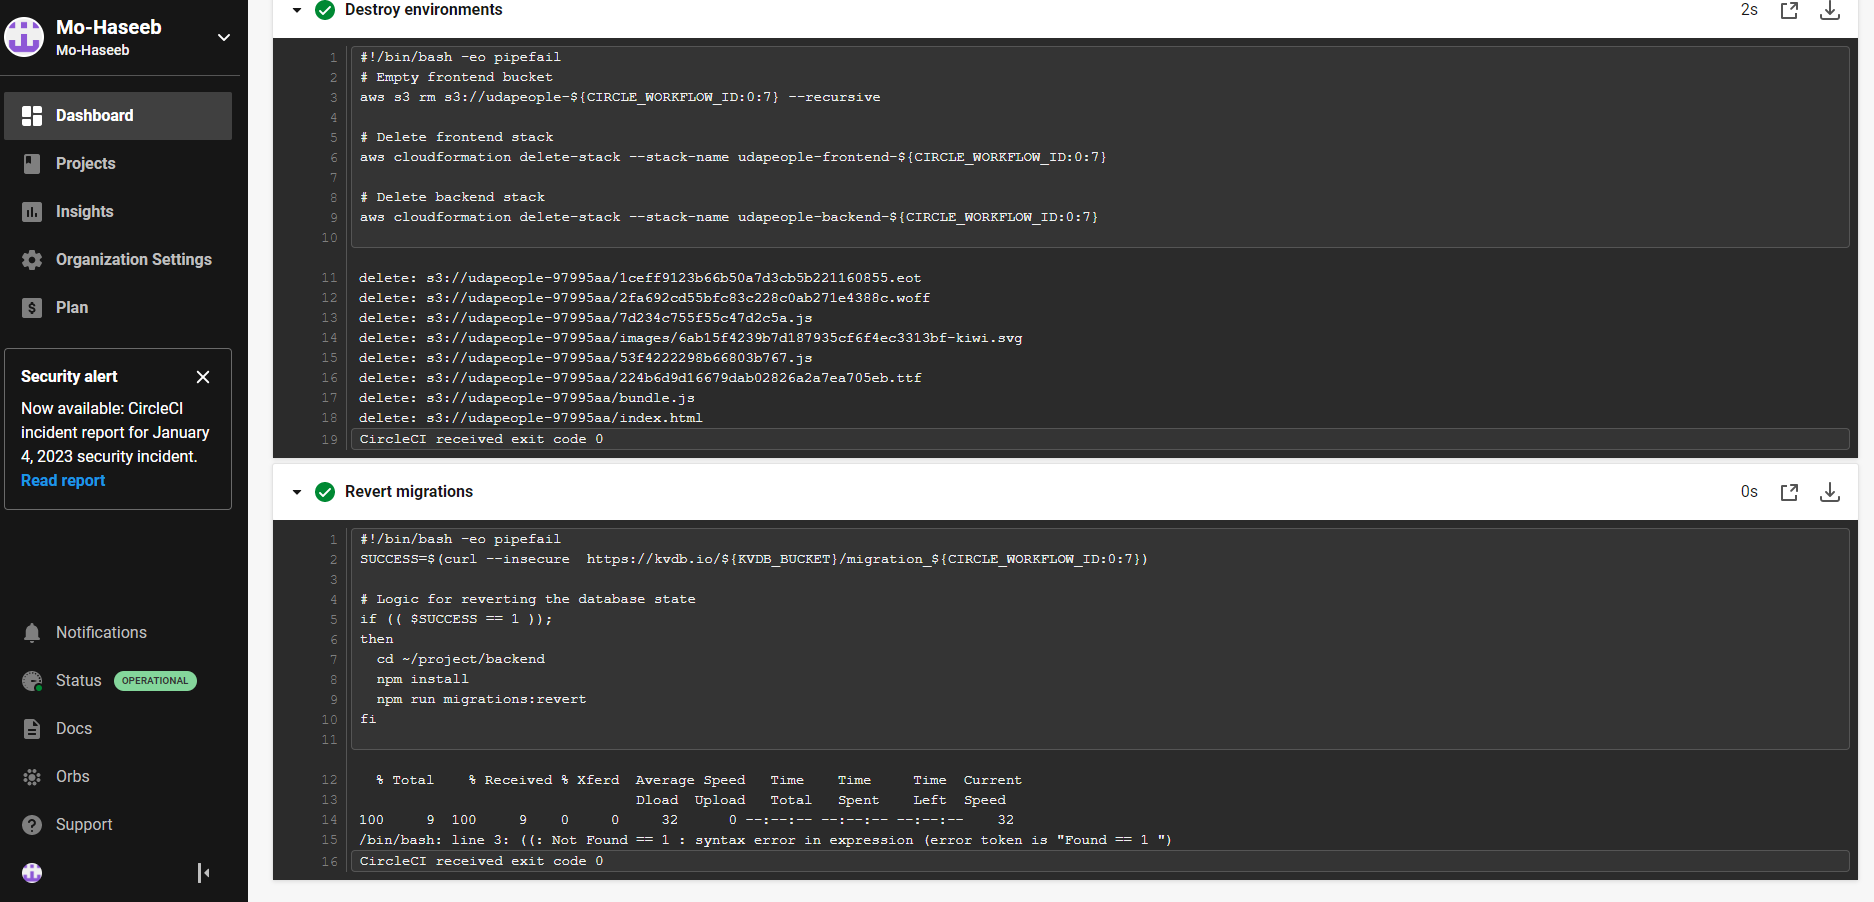 Mo-Haseeb
Mo-Haseeb
Dashboard
Projects
Insights
Organization Settings
Plan
Security alert
Now available: CircleCI
incident report for January
4, 2023 security incident.
Read report
Notifications
Status OPERATIONAL
Docs
Orbs
Support
Destroy environments 2s
1 #!/bin/bash -eo pipefail
2 # Empty frontend bucket
3 aws s3 rm s3://udapeople-${CIRCLE_WORKFLOW_ID:0:7} --recursive
4
5 # Delete frontend stack
6 aws cloudformation delete-stack --stack-name udapeople-frontend-${CIRCLE_WORKFLOW_ID:0:7}
7
8 # Delete backend stack
9 aws cloudformation delete-stack --stack-name udapeople-backend-${CIRCLE_WORKFLOW_ID:0:7}
10
11 delete: s3://udapeople-97995aa/1ceff9123b66b50a7d3cb5b221160855.eot
12 delete: s3://udapeople-97995aa/2fa692cd55bfc83c228c0ab271e4388c.woff
13 delete: s3://udapeople-97995aa/7d234c755f55c47d2c5a.js
14 delete: s3://udapeople-97995aa/images/6ab15f4239b7d187935cf6f4ec3313bf-kiwi.svg
15 delete: s3://udapeople-97995aa/53f4222298b66803b767.js
16 delete: s3://udapeople-97995aa/224b6d9d16679dab02826a2a7ea705eb.ttf
17 delete: s3://udapeople-97995aa/bundle.js
18 delete: s3://udapeople-97995aa/index.html
19 CircleCI received exit code 0
Revert migrations 0s
1 #!/bin/bash -eo pipefail
2 SUCCESS=$(curl --insecure  https://kvdb.io/${KVDB_BUCKET}/migration_${CIRCLE_WORKFLOW_ID:0:7})
3
4 # Logic for reverting the database state
5 if (( $SUCCESS == 1 ));
6 then
7   cd ~/project/backend
8   npm install
9   npm run migrations:revert
10 fi
11
12   % Total    % Received % Xferd  Average Speed   Time    Time     Time  Current
13                                  Dload  Upload   Total   Spent    Left  Speed
14 100     9  100     9    0     0     32      0 --:--:-- --:--:-- --:--:--    32
15 /bin/bash: line 3: ((: Not Found == 1 : syntax error in expression (error token is "Found == 1 ")
16 CircleCI received exit code 0